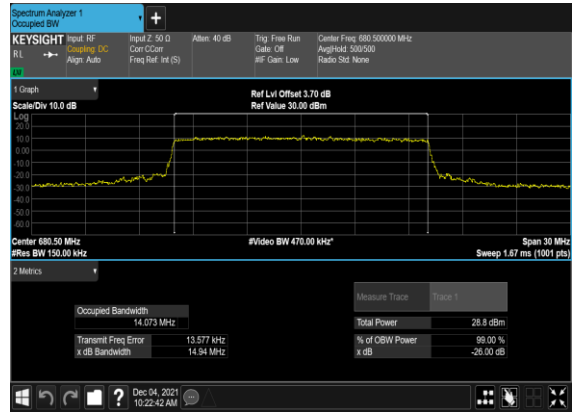 Spectrum Analyzer 1
Occupied BW
+
KEYSIGHT
RL
Input: RF
Coupling: DC
Align: Auto
Input Z: 50 Ω
Corr CCorr
Freq Ref: Int (S)
Atten: 40 dB
Trig: Free Run
Gate: Off
#IF Gain: Low
Center Freq: 680.500000 MHz
Avg|Hold: 500/500
Radio Std: None
LW
1 Graph
Scale/Div 10.0 dB
Ref Lvl Offset 3.70 dB
Ref Value 30.00 dBm
Log
20.0
10.0
0.00
-10.0
-20.0
-30.0
-40.0
-50.0
-60.0
Center 680.50 MHz
#Res BW 150.00 kHz
#Video BW 470.00 kHz*
Span 30 MHz
Sweep 1.67 ms (1001 pts)
2 Metrics
Measure Trace Trace 1
Occupied Bandwidth
14.073 MHz
Total Power 28.8 dBm
Transmit Freq Error 13.577 kHz
% of OBW Power 99.00 %
x dB Bandwidth 14.94 MHz
x dB -26.00 dB
?
Dec 04, 2021
10:22:42 AM